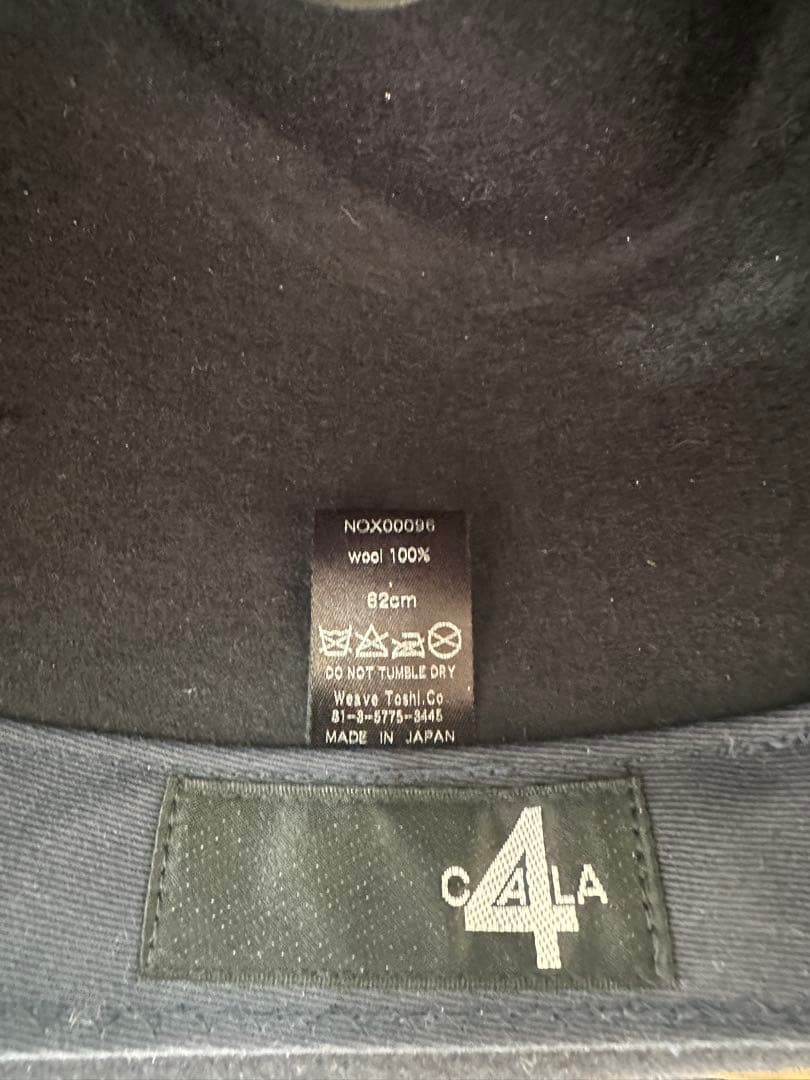 NOX00096
wool 100%
62cm
DO NOT TUMBLE DRY
Weave Toshi.Co
81-3-5775-3445
MADE IN JAPAN
CA4LA